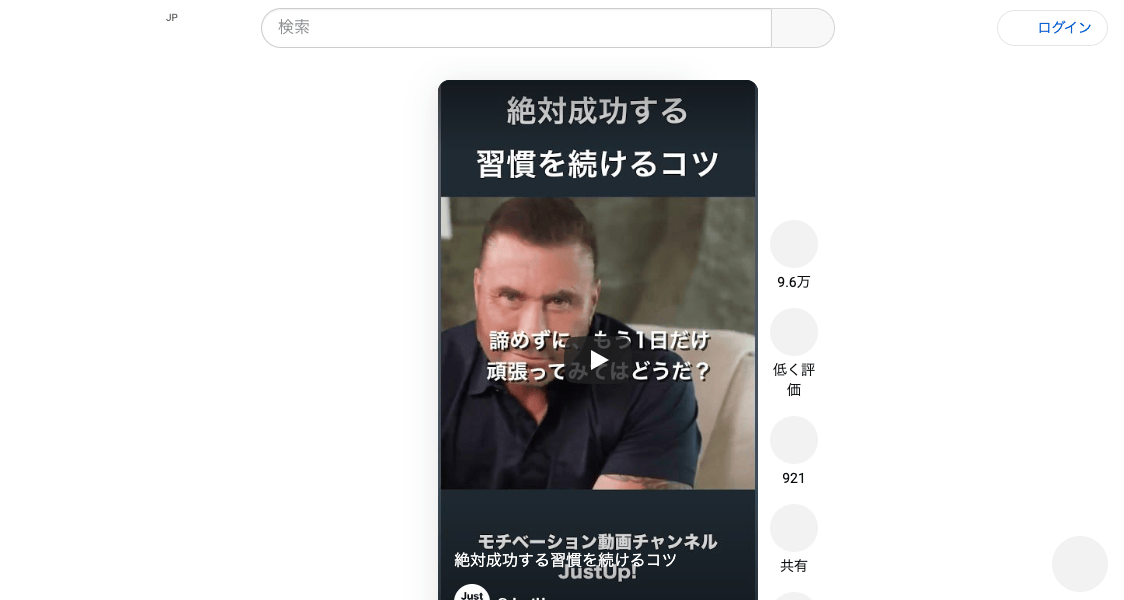 JP
検索
ログイン
絶対成功する
習慣を続けるコツ
諦めずに、もう1日だけ
頑張ってみてはどうだ？
9.6万
低く評
価
921
共有
モチベーション動画チャンネル
絶対成功する習慣を続けるコツ
JustUp!
Just